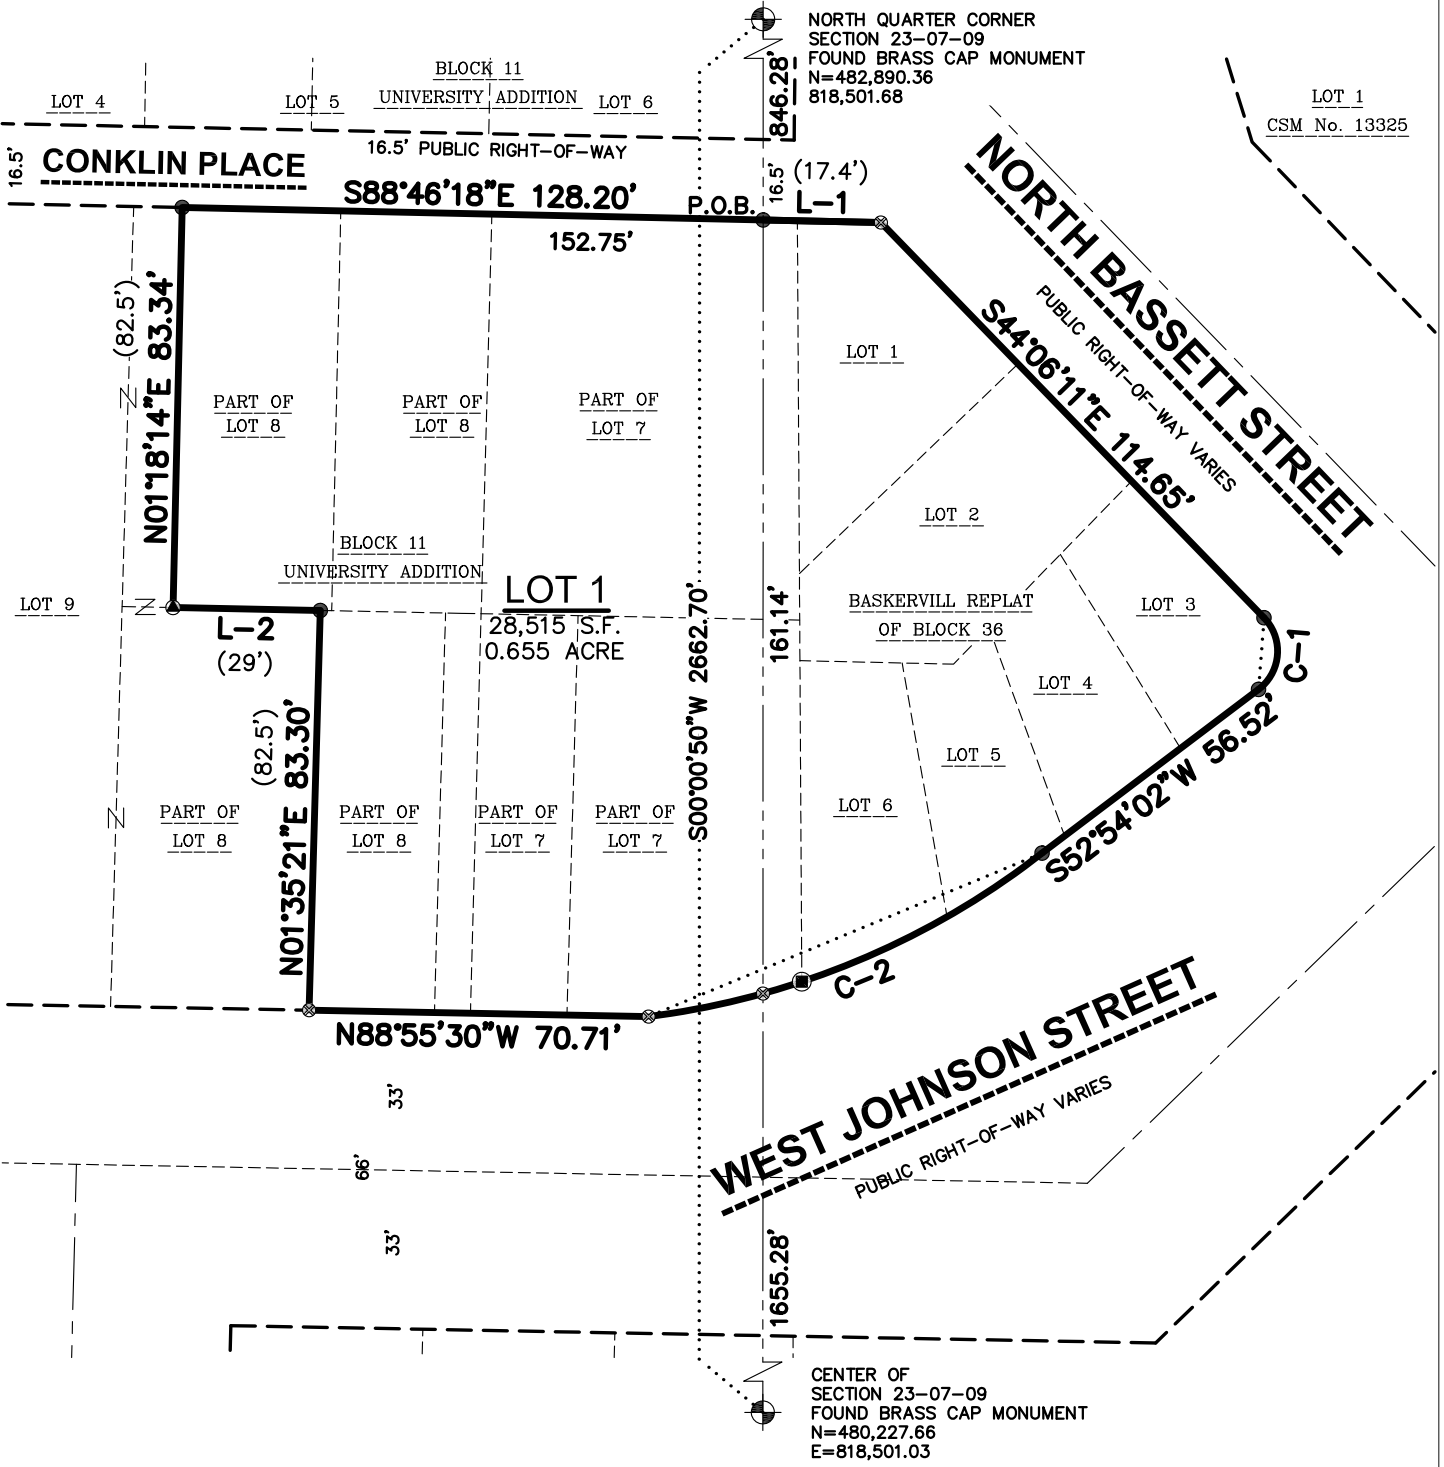 NORTH QUARTER CORNER
SECTION 23-07-09
FOUND BRASS CAP MONUMENT
N=482,890.36
818,501.68
846.28'
BLOCK 11
UNIVERSITY ADDITION
LOT 4
LOT 5
LOT 6
LOT 1
CSM No. 13325
16.5'
CONKLIN PLACE
16.5' PUBLIC RIGHT-OF-WAY
S88°46'18"E 128.20'
152.75'
P.O.B.
16.5'
(17.4')
L-1
NORTH BASSETT STREET
PUBLIC RIGHT-OF-WAY VARIES
S44°06'11"E 114.65'
(82.5')
N01°18'14"E 83.34'
PART OF
LOT 8
PART OF
LOT 8
PART OF
LOT 7
LOT 1
LOT 2
BLOCK 11
UNIVERSITY ADDITION
LOT 1
28,515 S.F.
0.655 ACRE
S00°00'50"W 2662.70'
161.14'
BASKERVILL REPLAT
OF BLOCK 36
LOT 3
LOT 9
L-2
(29')
C-1
LOT 4
LOT 5
LOT 6
(82.5')
N01°35'21"E 83.30'
PART OF
LOT 8
PART OF
LOT 8
PART OF
LOT 7
PART OF
LOT 7
S52°54'02"W 56.52'
C-2
N88°55'30"W 70.71'
WEST JOHNSON STREET
PUBLIC RIGHT-OF-WAY VARIES
33'
66'
33'
1655.28'
CENTER OF
SECTION 23-07-09
FOUND BRASS CAP MONUMENT
N=480,227.66
E=818,501.03